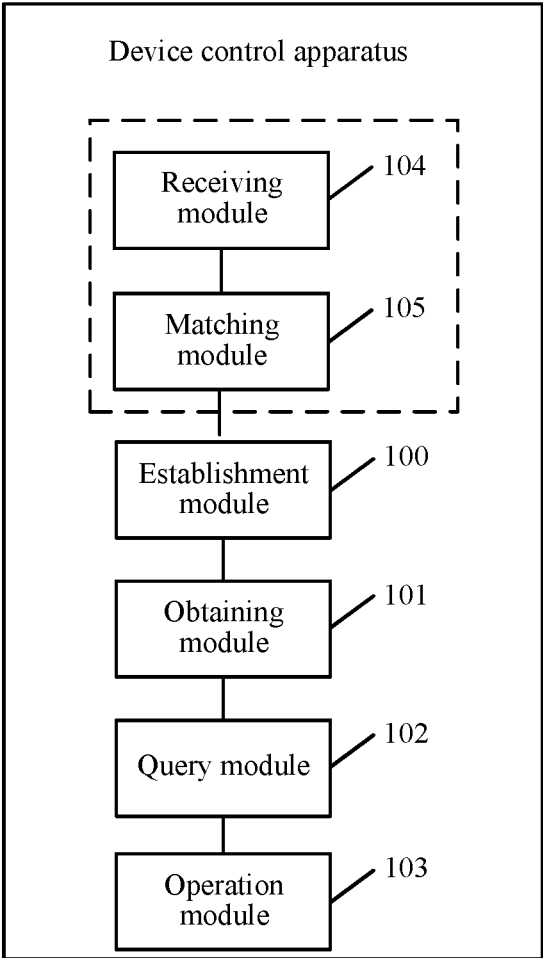 Device control apparatus
Receiving
module
104
Matching
module
105
Establishment
module
100
Obtaining
module
101
Query module
102
Operation
module
103